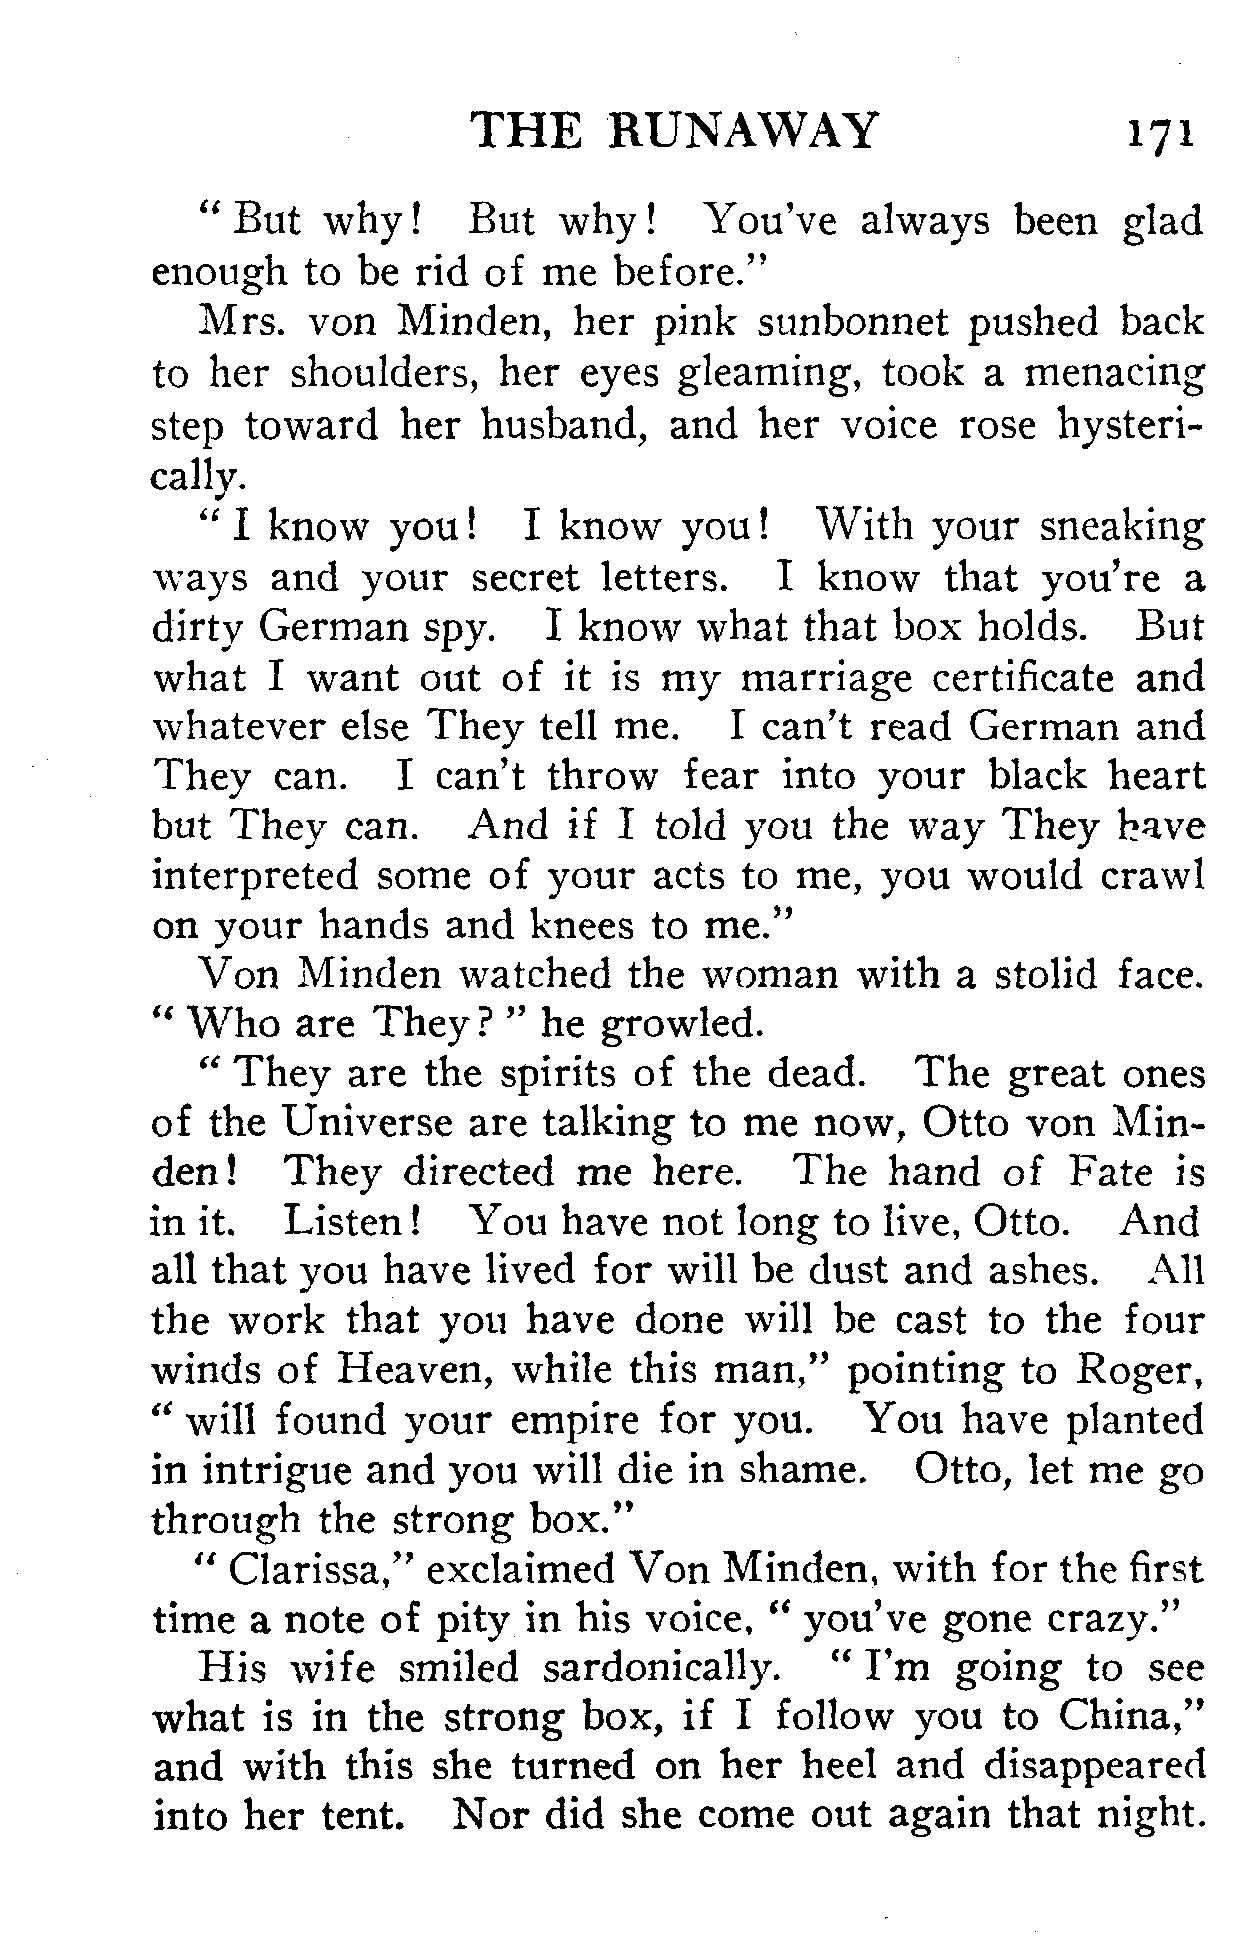 THE RUNAWAY 171
" But why! But why! You've always been glad
enough to be rid of me before."
Mrs. von Minden, her pink sunbonnet pushed back
to her shoulders, her eyes gleaming, took a menacing
step toward her husband, and her voice rose hysteri-
cally.
" I know you! I know you! With your sneaking
ways and your secret letters. I know that you're a
dirty German spy. I know what that box holds. But
what I want out of it is my marriage certificate and
whatever else They tell me. I can't read German and
They can. I can't throw fear into your black heart
but They can. And if I told you the way They have
interpreted some of your acts to me, you would crawl
on your hands and knees to me."
Von Minden watched the woman with a stolid face.
" Who are They? " he growled.
" They are the spirits of the dead. The great ones
of the Universe are talking to me now, Otto von Min-
den! They directed me here. The hand of Fate is
in it. Listen! You have not long to live, Otto. And
all that you have lived for will be dust and ashes. All
the work that you have done will be cast to the four
winds of Heaven, while this man," pointing to Roger,
" will found your empire for you. You have planted
in intrigue and you will die in shame. Otto, let me go
through the strong box."
" Clarissa," exclaimed Von Minden, with for the first
time a note of pity in his voice, " you've gone crazy."
His wife smiled sardonically. " I'm going to see
what is in the strong box, if I follow you to China,"
and with this she turned on her heel and disappeared
into her tent. Nor did she come out again that night.